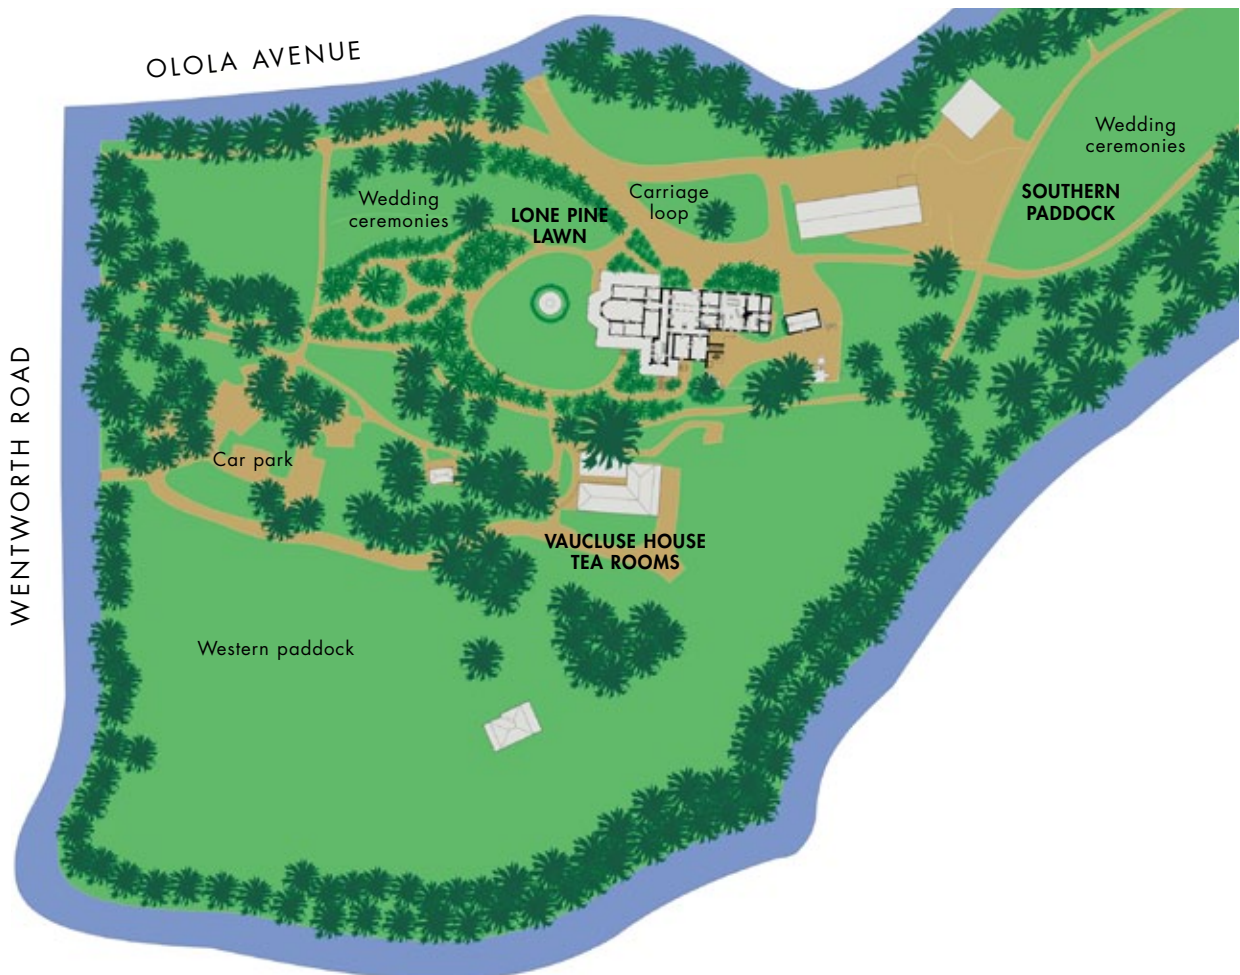 OLOLA AVENUE
Wedding
ceremonies
SOUTHERN
PADDOCK
Wedding
ceremonies
LONE PINE
LAWN
Carriage
loop
WENTWORTH ROAD
Car park
VAUCLUSE HOUSE
TEA ROOMS
Western paddock